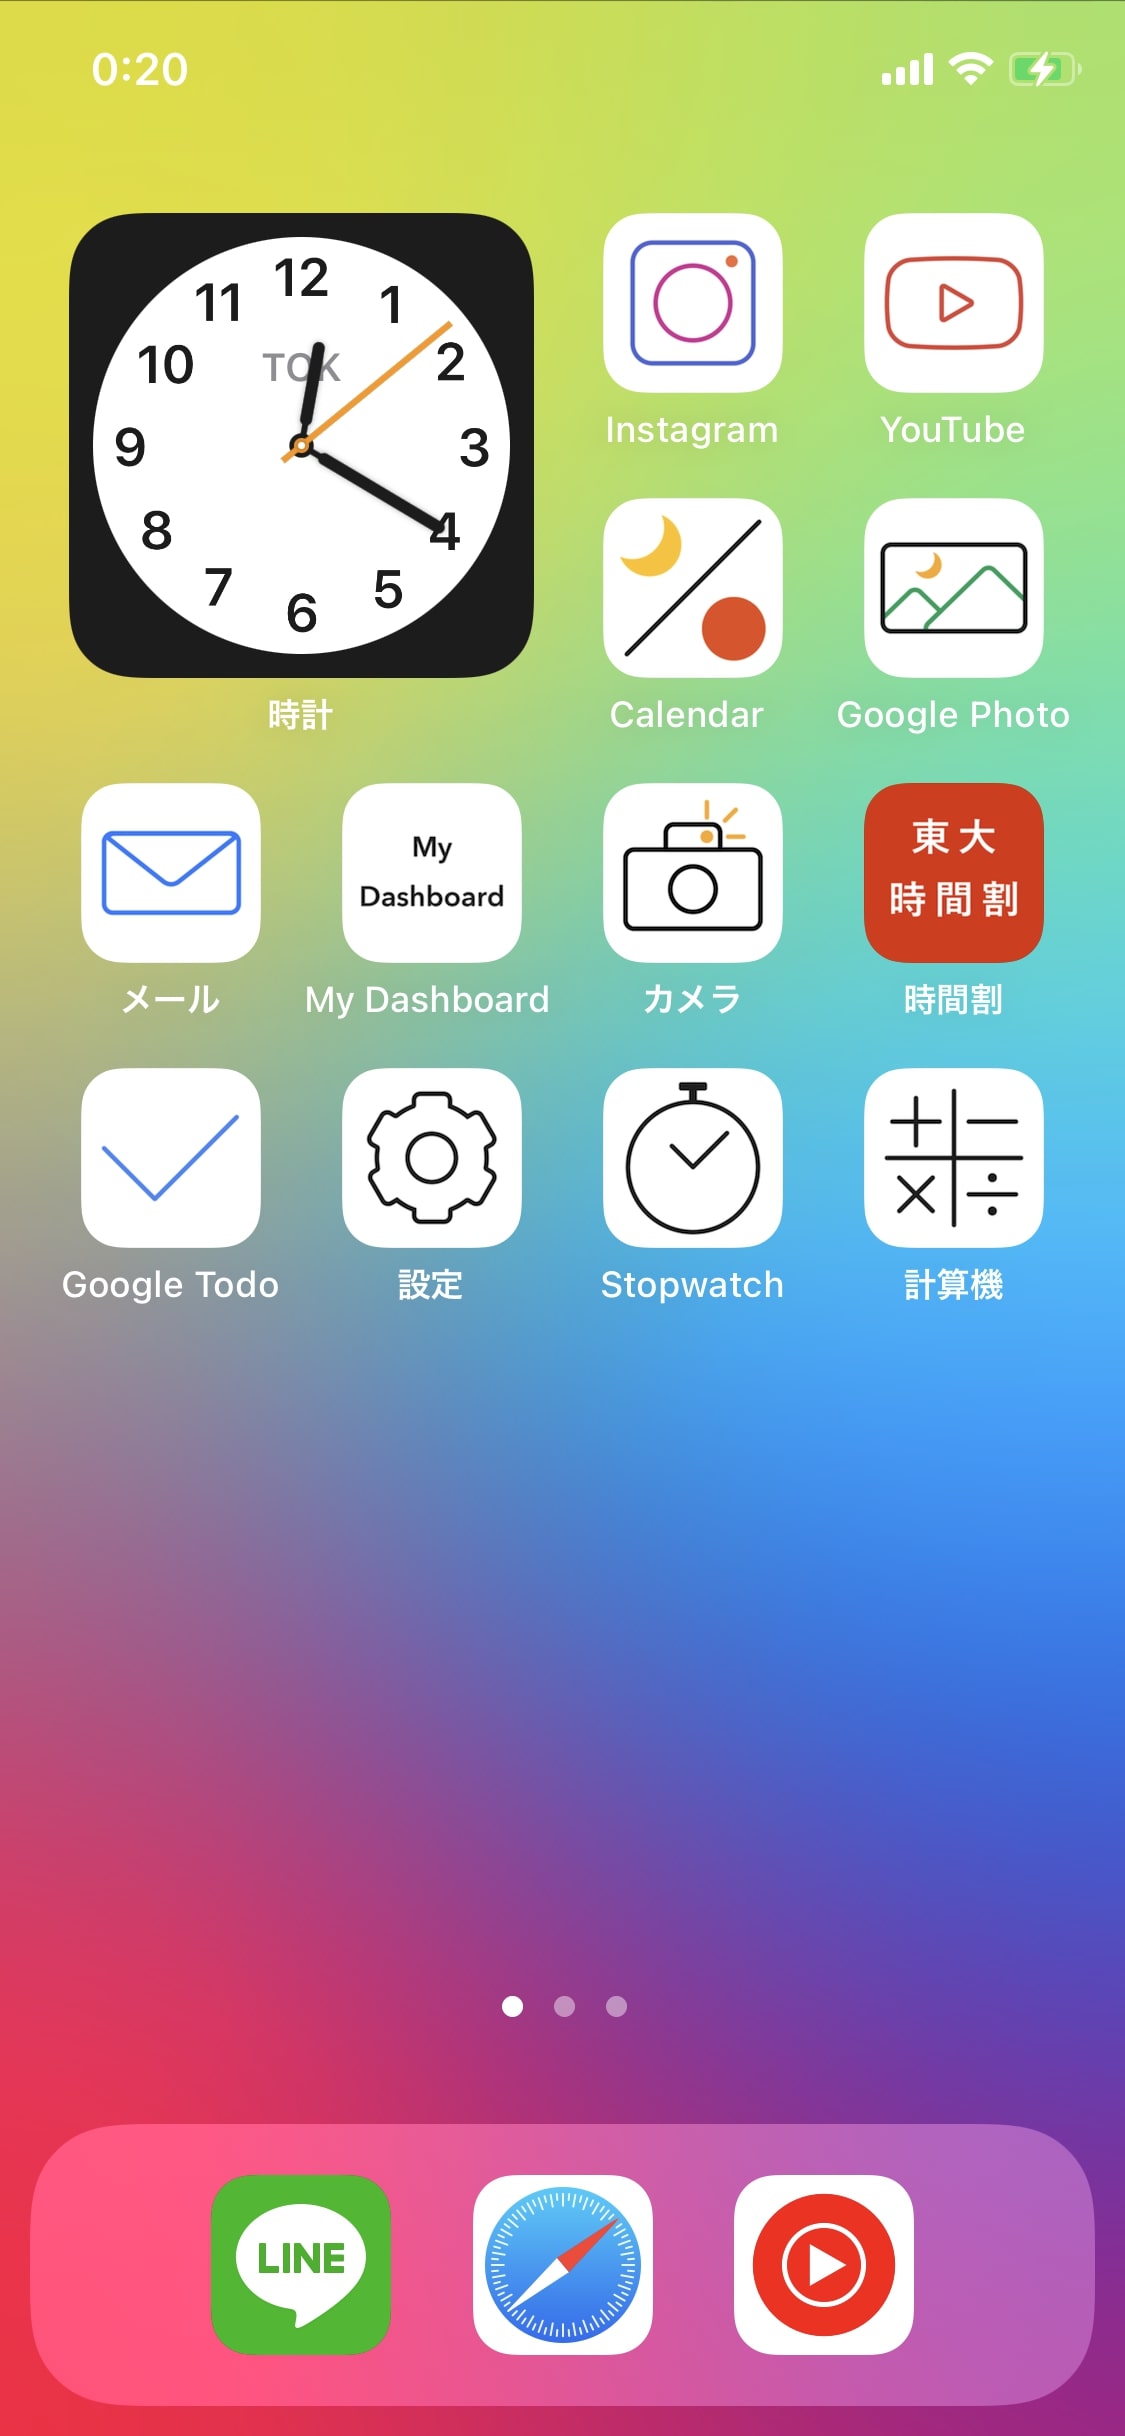 0:20
12
11
1
10
TOK
2
9
3
8
4
7
5
6
時計
Instagram
YouTube
Calendar
Google Photo
My
Dashboard
東大
時間割
メール
My Dashboard
カメラ
時間割
Google Todo
設定
Stopwatch
計算機
LINE